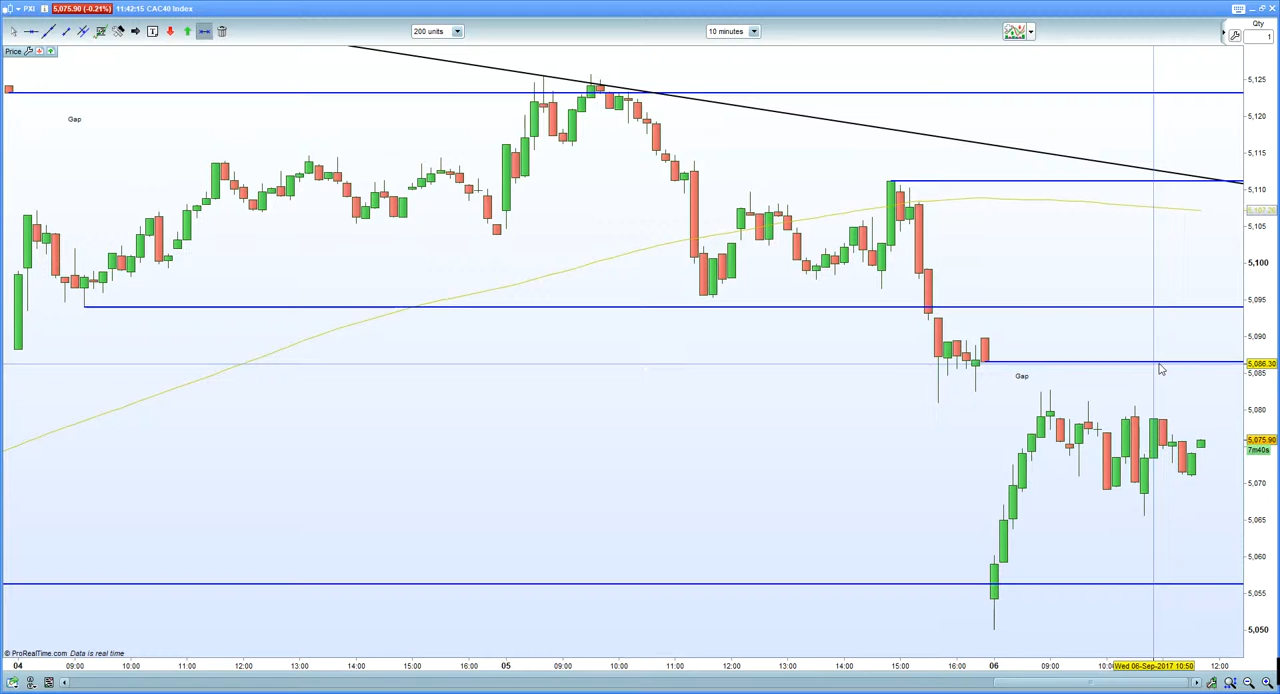 PXI 5,075.90 (-0.21%) 11:42:15 CAC40 Index
200 units
10 minutes
Qty
1
Price
Gap
Gap
5,125
5,120
5,115
5,110
5,105
5,100
5,095
5,090
5,086.30
5,085
5,080
5,075.90
7m40s
5,070
5,065
5,060
5,055
5,050
© ProRealTime.com Data is real time
04 09:00 10:00 11:00 12:00 13:00 14:00 15:00 16:00 05 09:00 10:00 11:00 12:00 13:00 14:00 15:00 16:00 06 09:00 Wed 06-Sep-2017 10:50 12:00